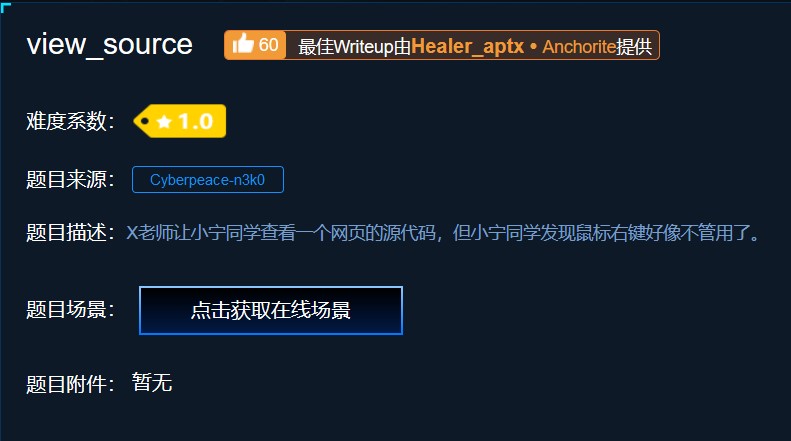 view_source 60 最佳Writeup由Healer_aptx • Anchorite提供
难度系数： 1.0
题目来源： Cyberpeace-n3k0
题目描述：X老师让小宁同学查看一个网页的源代码，但小宁同学发现鼠标右键好像不管用了。
题目场景： 点击获取在线场景
题目附件： 暂无